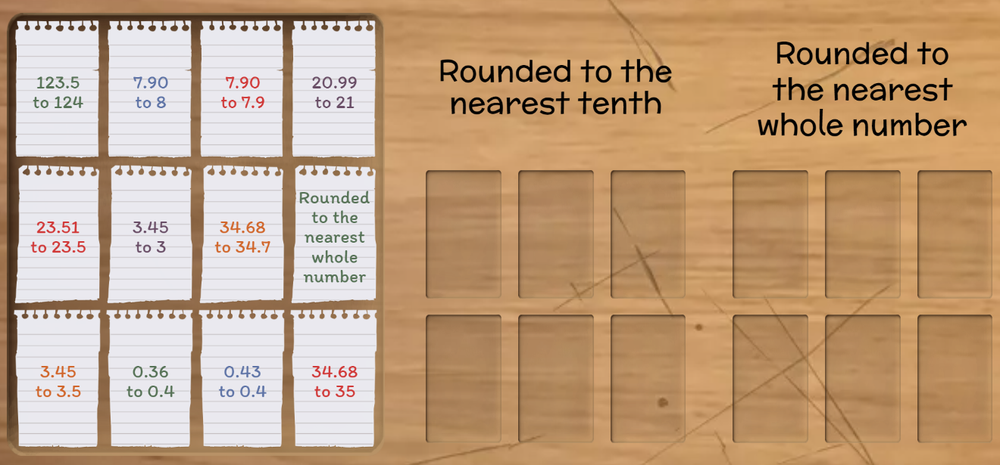 123.5
to 124
7.90
to 8
7.90
to 7.9
20.99
to 21
23.51
to 23.5
3.45
to 3
34.68
to 34.7
Rounded
to the
nearest
whole
number
3.45
to 3.5
0.36
to 0.4
0.43
to 0.4
34.68
to 35
Rounded to the
nearest tenth
Rounded to
the nearest
whole number